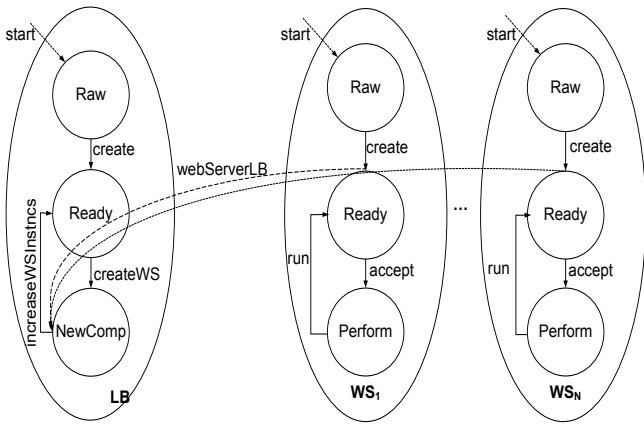 start
start
start
Raw
Raw
Raw
create
create
create
webServerLB
Ready
Ready
...
Ready
increaseWSInstncs
createWS
run
accept
run
accept
NewComp
Perform
Perform
LB
WS1
WSN